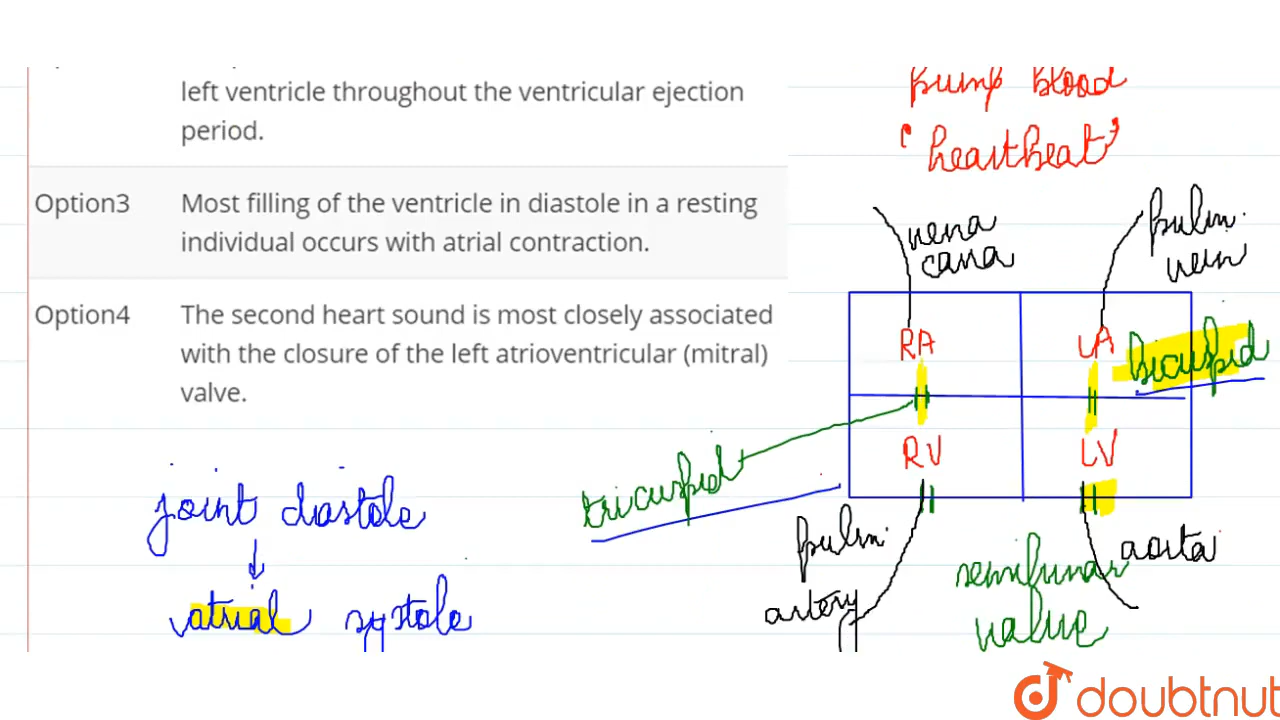 left ventricle throughout the ventricular ejection
period.
Option3
Most filling of the ventricle in diastole in a resting
individual occurs with atrial contraction.
Option4
The second heart sound is most closely associated
with the closure of the left atrioventricular (mitral)
valve.
joint diastole
↓
atrial systole
pump blood
"heartbeat"
vena
cava
pulm.
vein
RA
LA
bicuspid
RV
LV
tricuspid
pulm.
artery
aorta
semilunar
valve
doubtnut